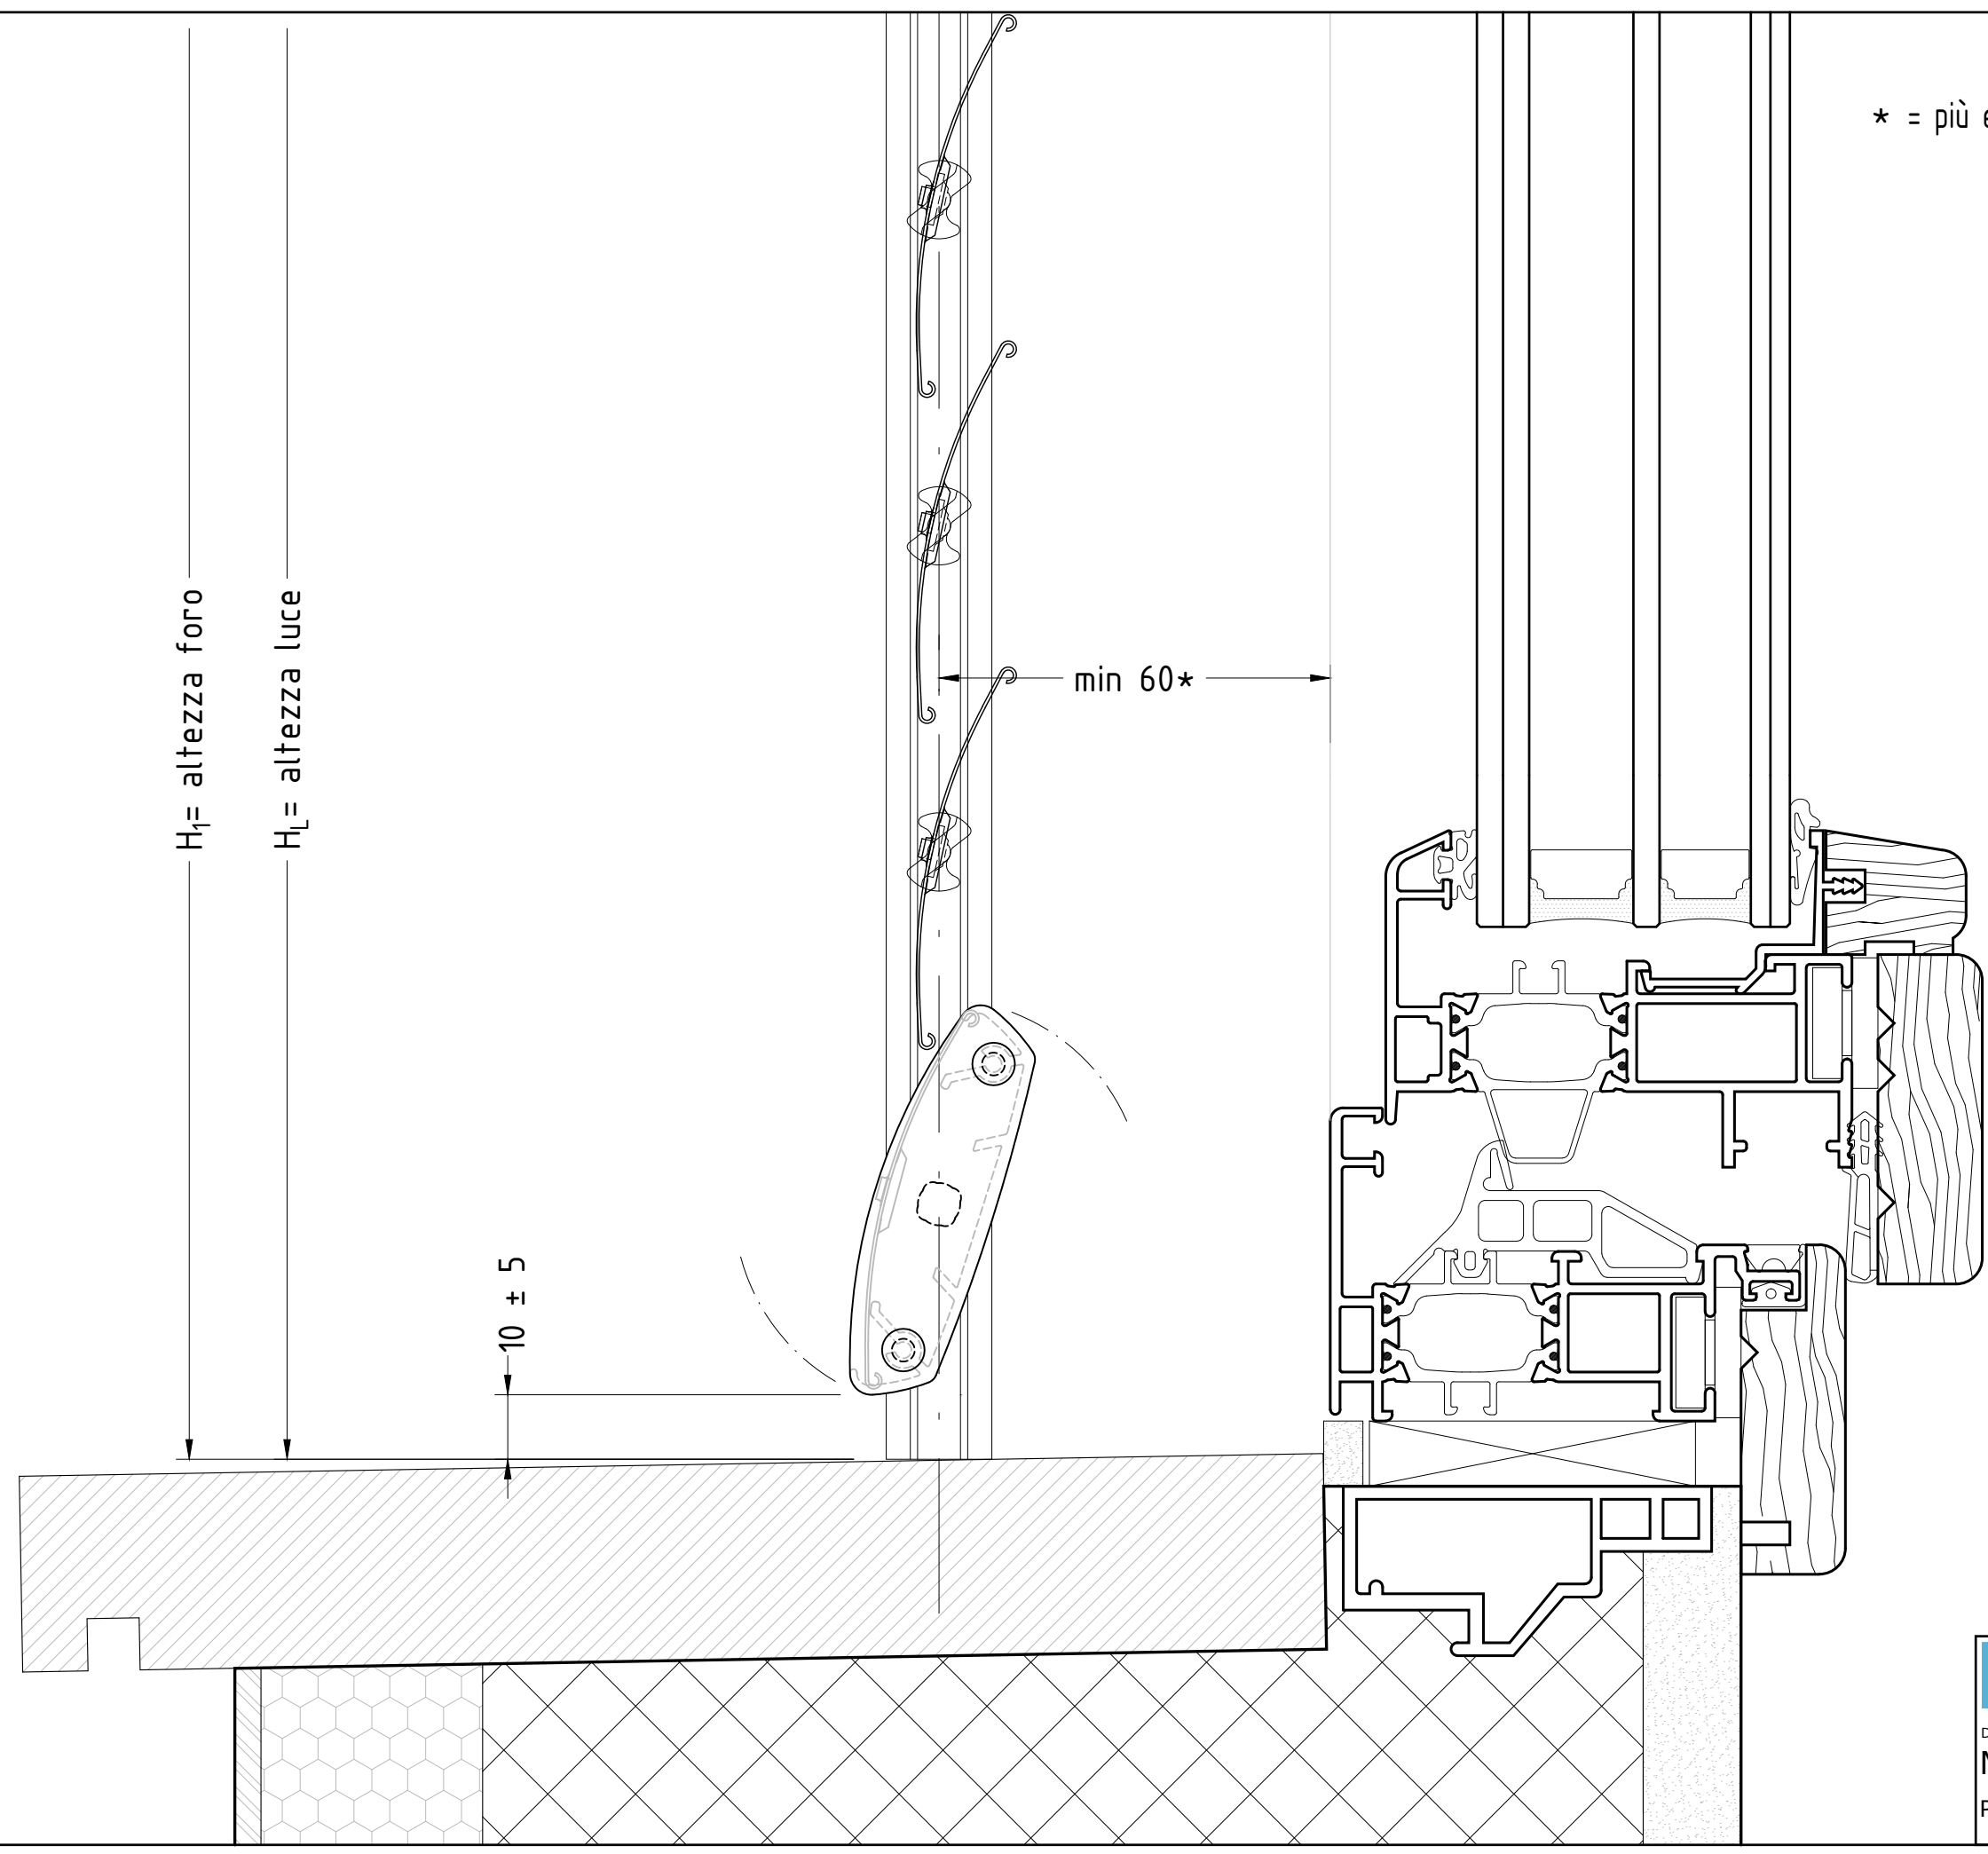 * = più
H1= altezza foro
HL= altezza luce
min 60*
10 ± 5